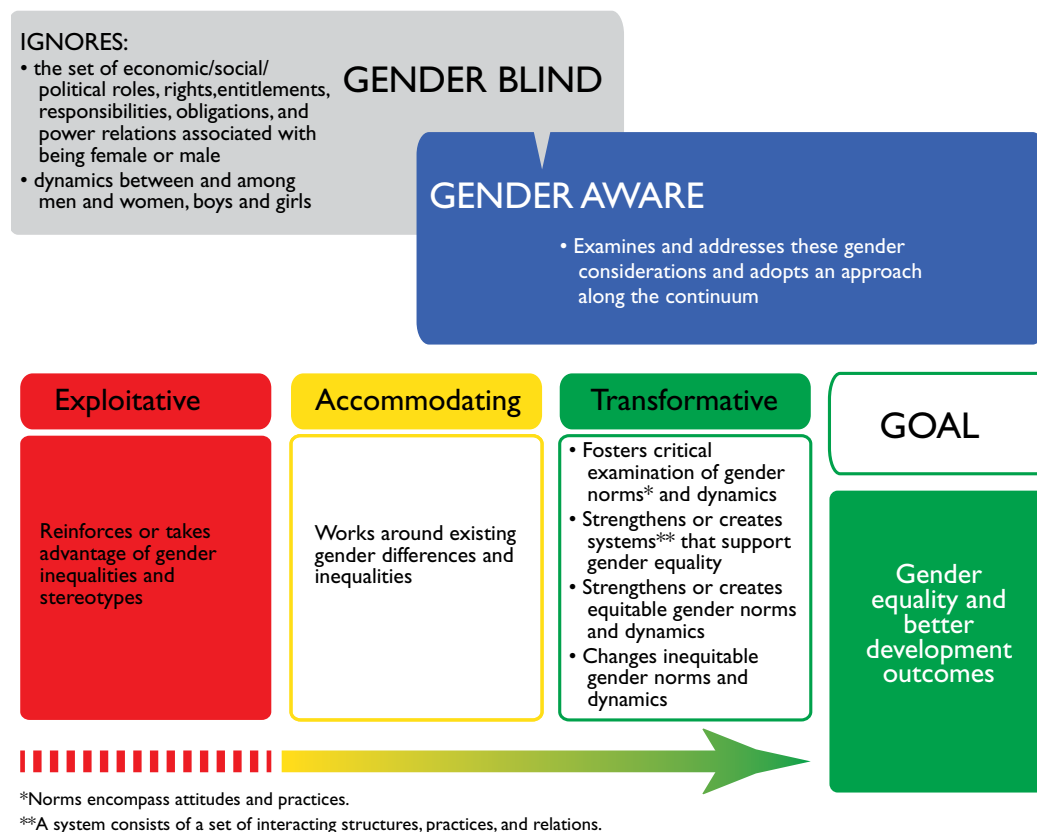 IGNORES:
• the set of economic/social/
political roles, rights,entitlements,
responsibilities, obligations, and
power relations associated with
being female or male
• dynamics between and among
men and women, boys and girls
GENDER BLIND
GENDER AWARE
• Examines and addresses these gender
considerations and adopts an approach
along the continuum
Exploitative
Reinforces or takes
advantage of gender
inequalities and
stereotypes
Accommodating
Works around existing
gender differences and
inequalities
Transformative
• Fosters critical
examination of gender
norms* and dynamics
• Strengthens or creates
systems** that support
gender equality
• Strengthens or creates
equitable gender norms
and dynamics
• Changes inequitable
gender norms and
dynamics
GOAL
Gender
equality and
better
development
outcomes
*Norms encompass attitudes and practices.
**A system consists of a set of interacting structures, practices, and relations.